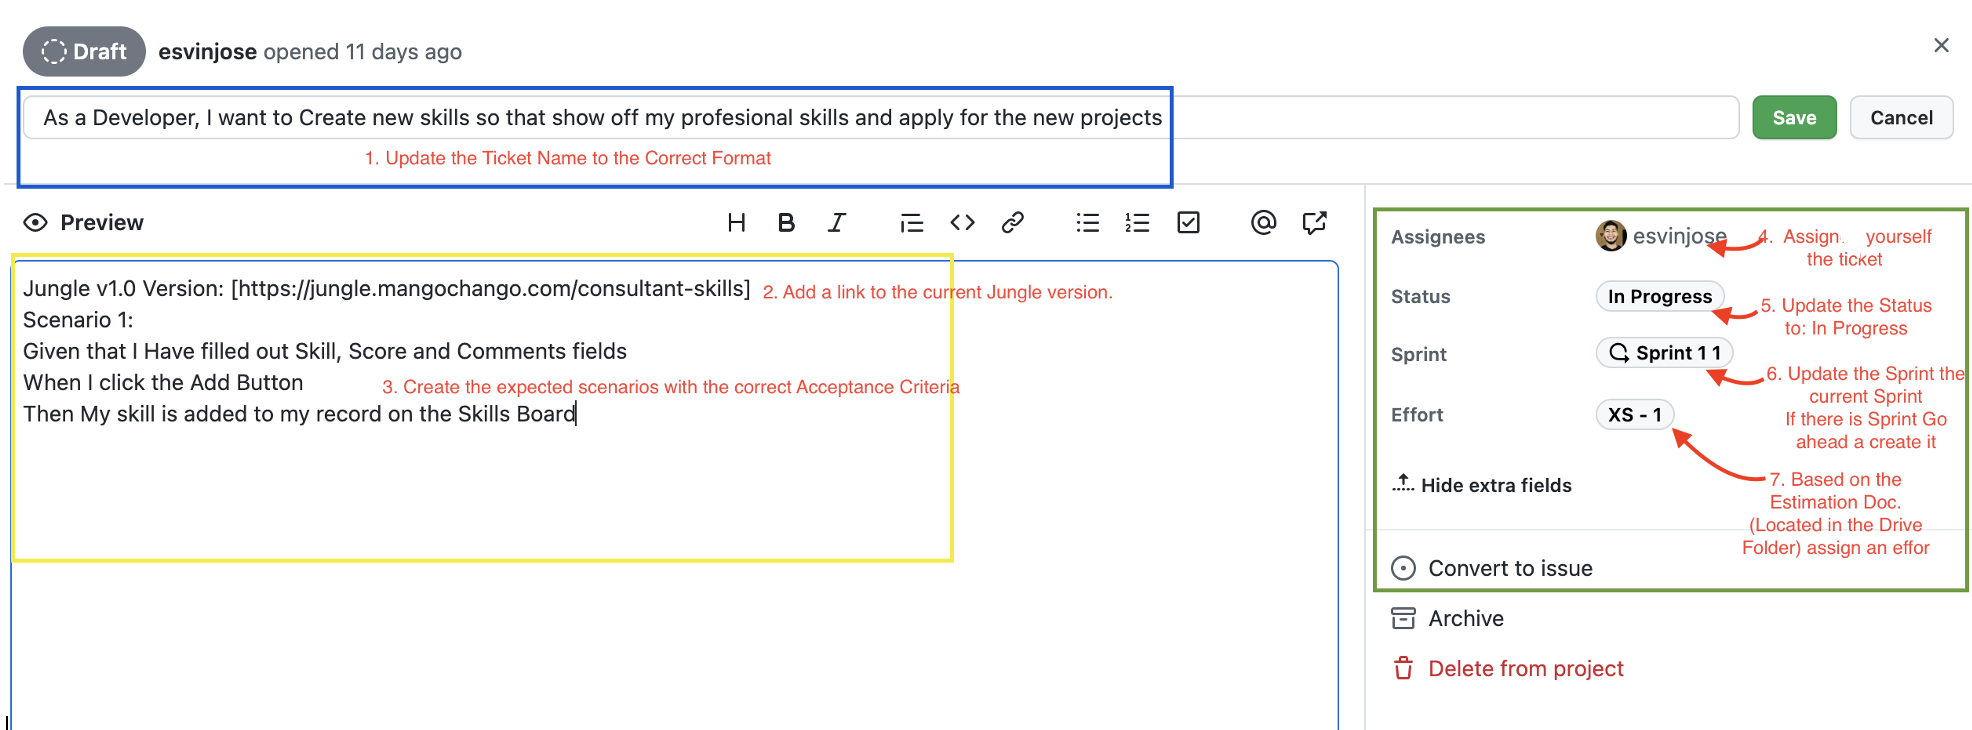 Draft esvinjose opened 11 days ago
As a Developer, I want to Create new skills so that show off my profesional skills and apply for the new projects
Save
Cancel
1. Update the Ticket Name to the Correct Format
Preview
Jungle v1.0 Version: [https://jungle.mangochango.com/consultant-skills]
2. Add a link to the current Jungle version.
Scenario 1:
Given that I Have filled out Skill, Score and Comments fields
When I click the Add Button
3. Create the expected scenarios with the correct Acceptance Criteria
Then My skill is added to my record on the Skills Board
Assignees
esvinjose
4. Assign yourself
the ticket
Status
In Progress
5. Update the Status
to: In Progress
Sprint
Sprint 1 1
6. Update the Sprint the
current Sprint
If there is Sprint Go
ahead a create it
Effort
XS - 1
7. Based on the
Estimation Doc.
(Located in the Drive
Folder) assign an effor
Hide extra fields
Convert to issue
Archive
Delete from project